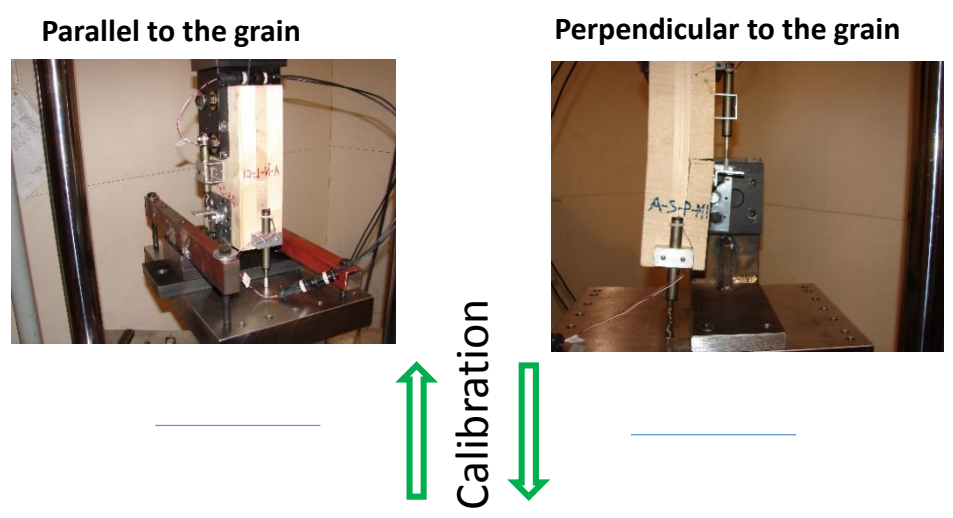 Parallel to the grain
Perpendicular to the grain
A-S-P-M1
Calibration